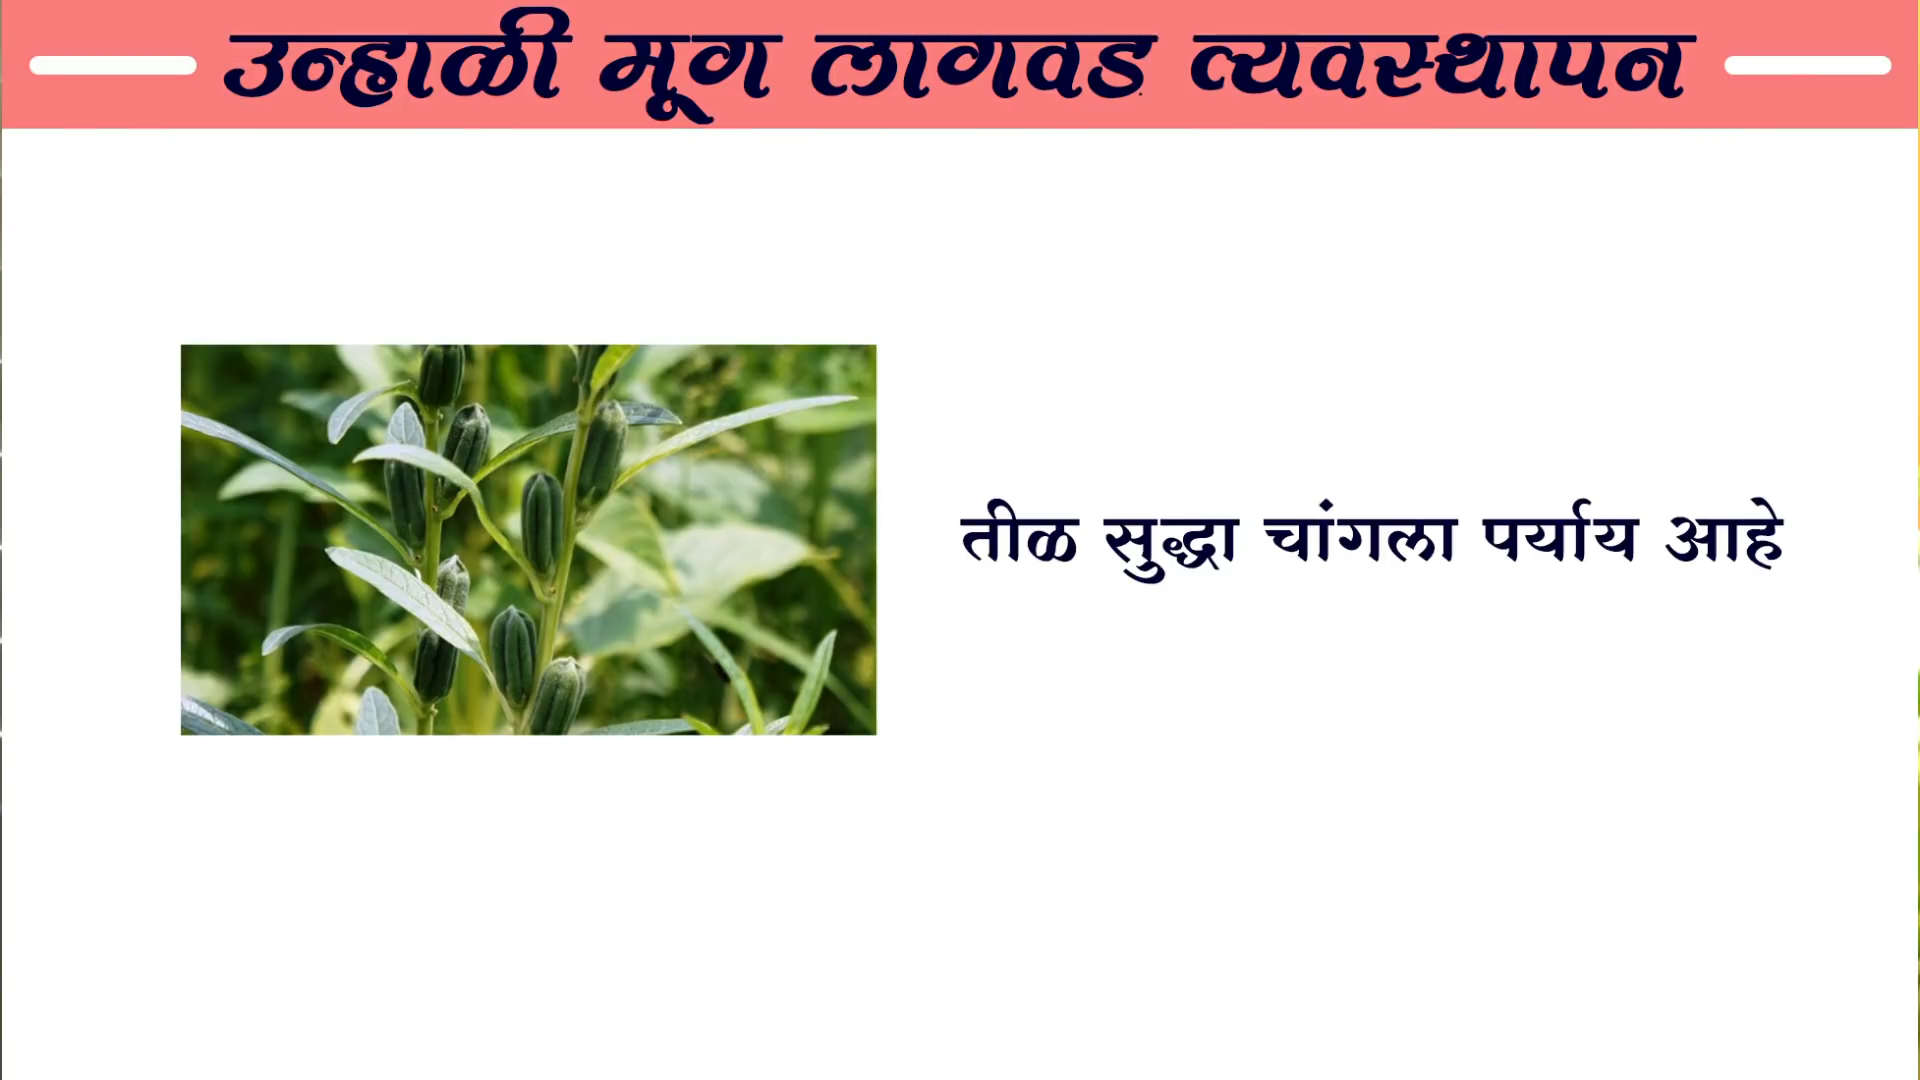 उन्हाळी मूग लागवड व्यवस्थापन
तीळ सुद्धा चांगला पर्याय आहे